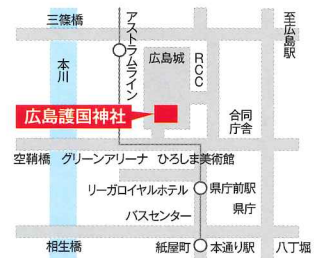 三篠橋
アストラムライン
至広島駅
広島城
RCC
本川
広島護国神社
合同
庁舎
空鞘橋
グリーンアリーナ
ひろしま美術館
リーガロイヤルホテル
県庁前駅
県庁
バスセンター
相生橋
紙屋町
本通り駅
八丁堀